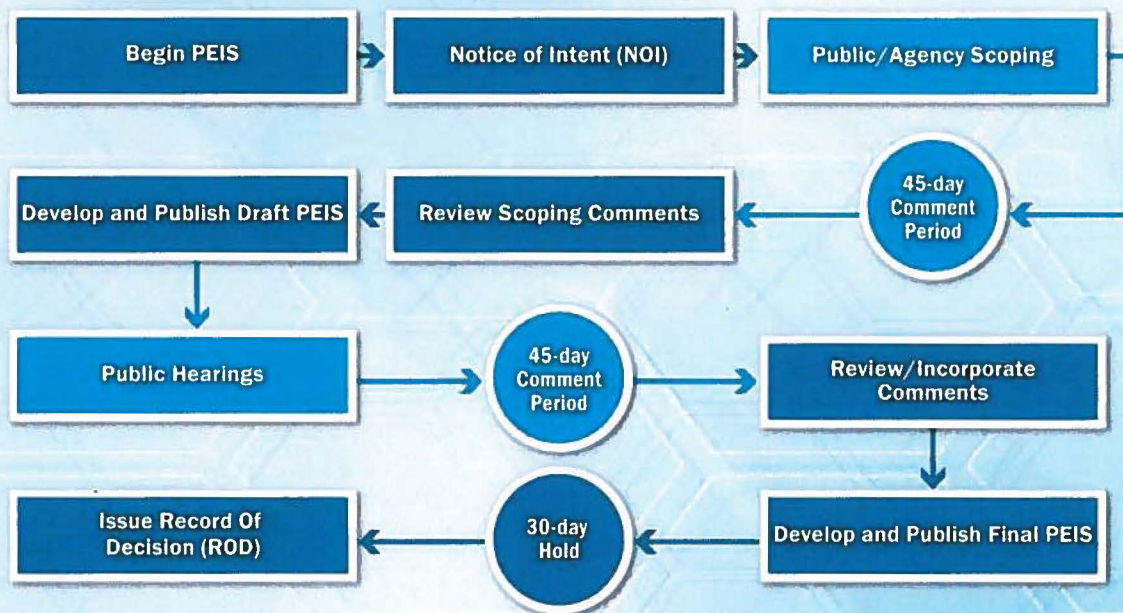 Begin PEIS
Notice of Intent (NOI)
Public/Agency Scoping
45-day
Comment
Period
Review Scoping Comments
Develop and Publish Draft PEIS
Public Hearings
45-day
Comment
Period
Review/Incorporate
Comments
Develop and Publish Final PEIS
30-day
Hold
Issue Record Of
Decision (ROD)